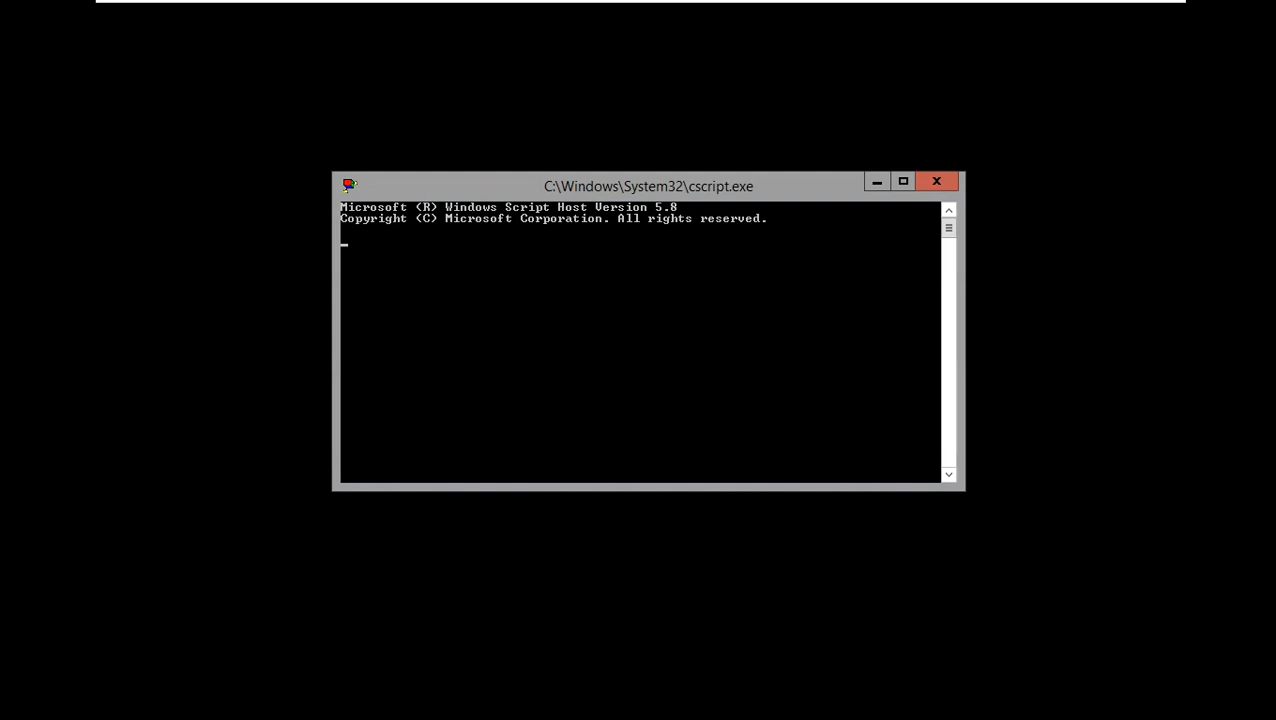 C:\Windows\System32\cscript.exe
Microsoft (R) Windows Script Host Version 5.8
Copyright (C) Microsoft Corporation. All rights reserved.